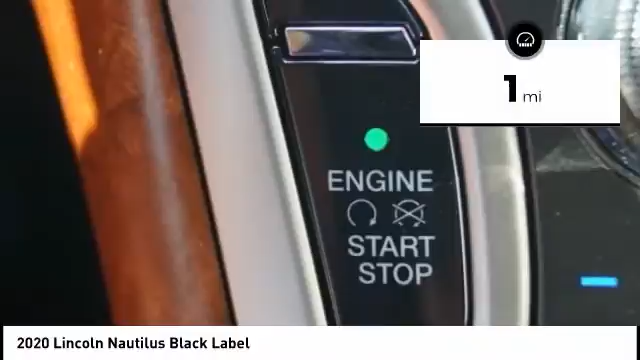 1 mi
ENGINE
START
STOP
2020 Lincoln Nautilus Black Label